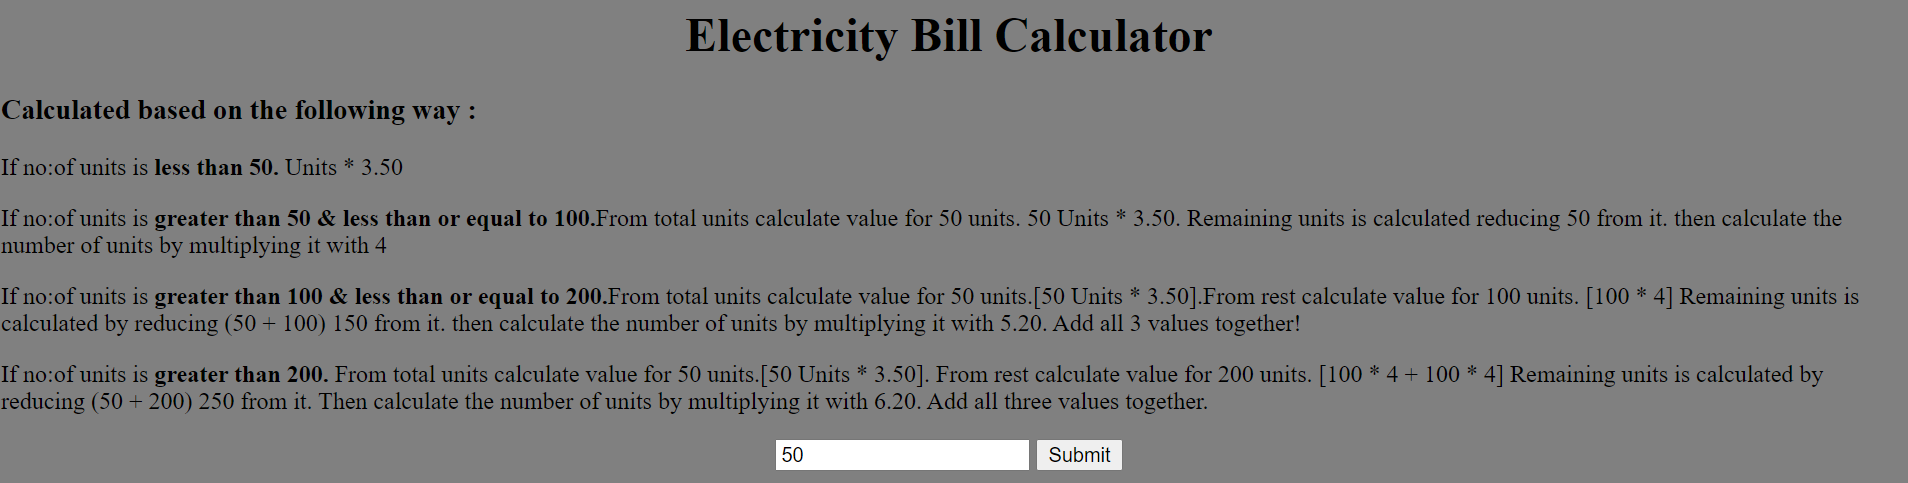 Electricity Bill Calculator
Calculated based on the following way :
If no:of units is less than 50. Units * 3.50
If no:of units is greater than 50 & less than or equal to 100.From total units calculate value for 50 units. 50 Units * 3.50. Remaining units is calculated reducing 50 from it. then calculate the
number of units by multiplying it with 4
If no:of units is greater than 100 & less than or equal to 200.From total units calculate value for 50 units.[50 Units * 3.50].From rest calculate value for 100 units. [100 * 4] Remaining units is
calculated by reducing (50 + 100) 150 from it. then calculate the number of units by multiplying it with 5.20. Add all 3 values together!
If no:of units is greater than 200. From total units calculate value for 50 units.[50 Units * 3.50]. From rest calculate value for 200 units. [100 * 4 + 100 * 4] Remaining units is calculated by
reducing (50 + 200) 250 from it. Then calculate the number of units by multiplying it with 6.20. Add all three values together.
50 Submit